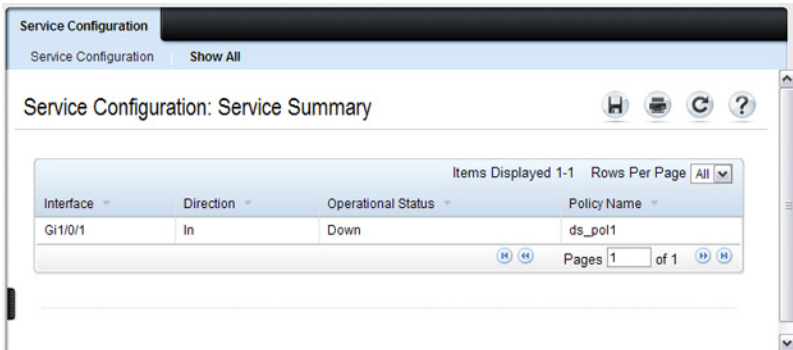 Service Configuration
Service Configuration Show All
Service Configuration: Service Summary
Items Displayed 1-1 Rows Per Page All
Interface Direction Operational Status Policy Name
Gi1/0/1 In Down ds_pol1
Pages 1 of 1